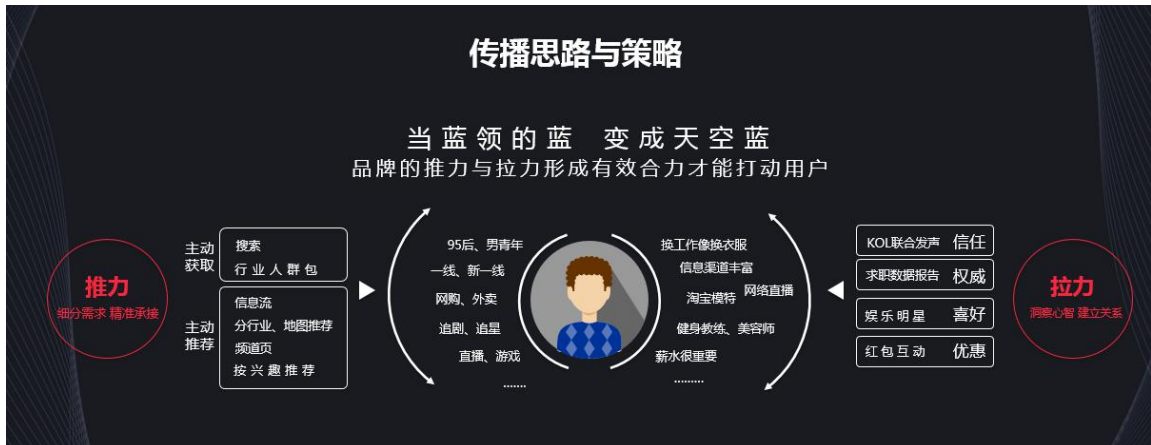 传播思路与策略
当蓝领的蓝 变成天空蓝
品牌的推力与拉力形成有效合力才能打动用户
推力
细分需求 精准承接
主动
获取
搜索
行业人群包
主动
推荐
信息流
分行业、地图推荐
频道页
按兴趣推荐
95后、男青年
一线、新一线
网购、外卖
追剧、追星
直播、游戏
.......
换工作像换衣服
信息渠道丰富
淘宝模特 网络直播
健身教练、美容师
薪水很重要
.........
KOL联合发声 信任
求职数据报告 权威
娱乐明星 喜好
红包互动 优惠
拉力
洞察心智 建立关系